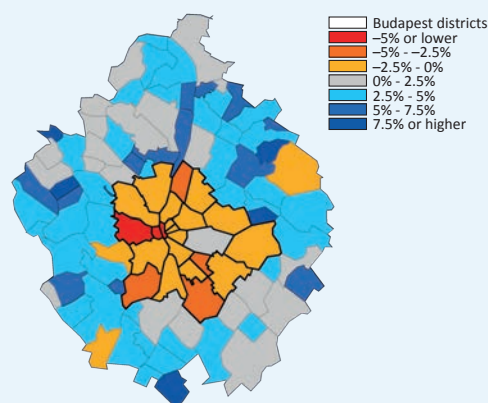 Budapest districts
–5% or lower
–5% - –2.5%
–2.5% - 0%
0% - 2.5%
2.5% - 5%
5% - 7.5%
7.5% or higher